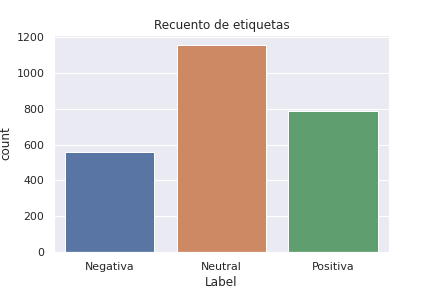 Recuento de etiquetas
1200
1000
800
600
400
200
0
count
Negativa Neutral Positiva
Label